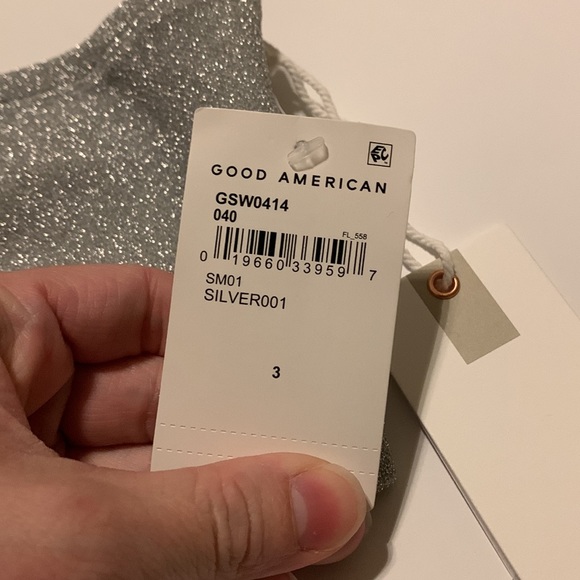 GOOD AMERICAN
GSW0414
040
FL_558
0 19660 33959 7
SM01
SILVER001
3